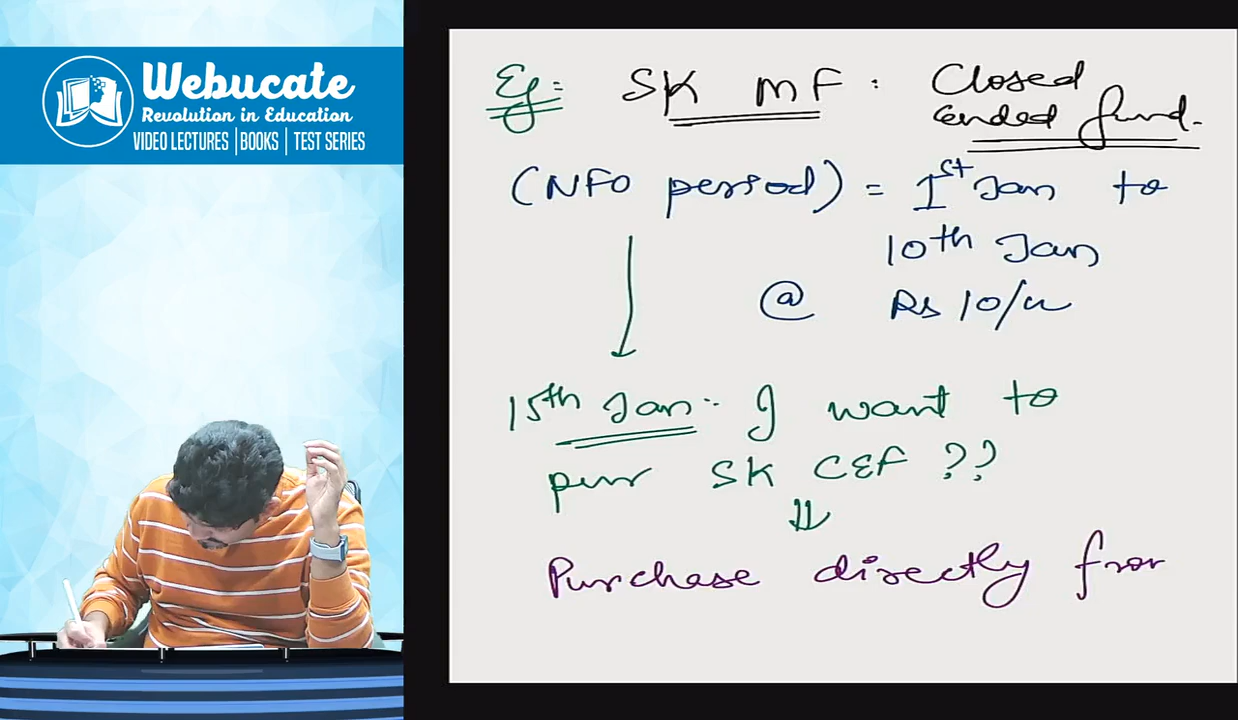 Webucate
Revolution in Education
VIDEO LECTURES | BOOKS | TEST SERIES
Eg: SK MF : Closed
ended fund.
(NFO period) = 1st Jan to
10th Jan
@ Rs 10/u
15th Jan:- I want to
pur SK CEF ??
Purchase directly from